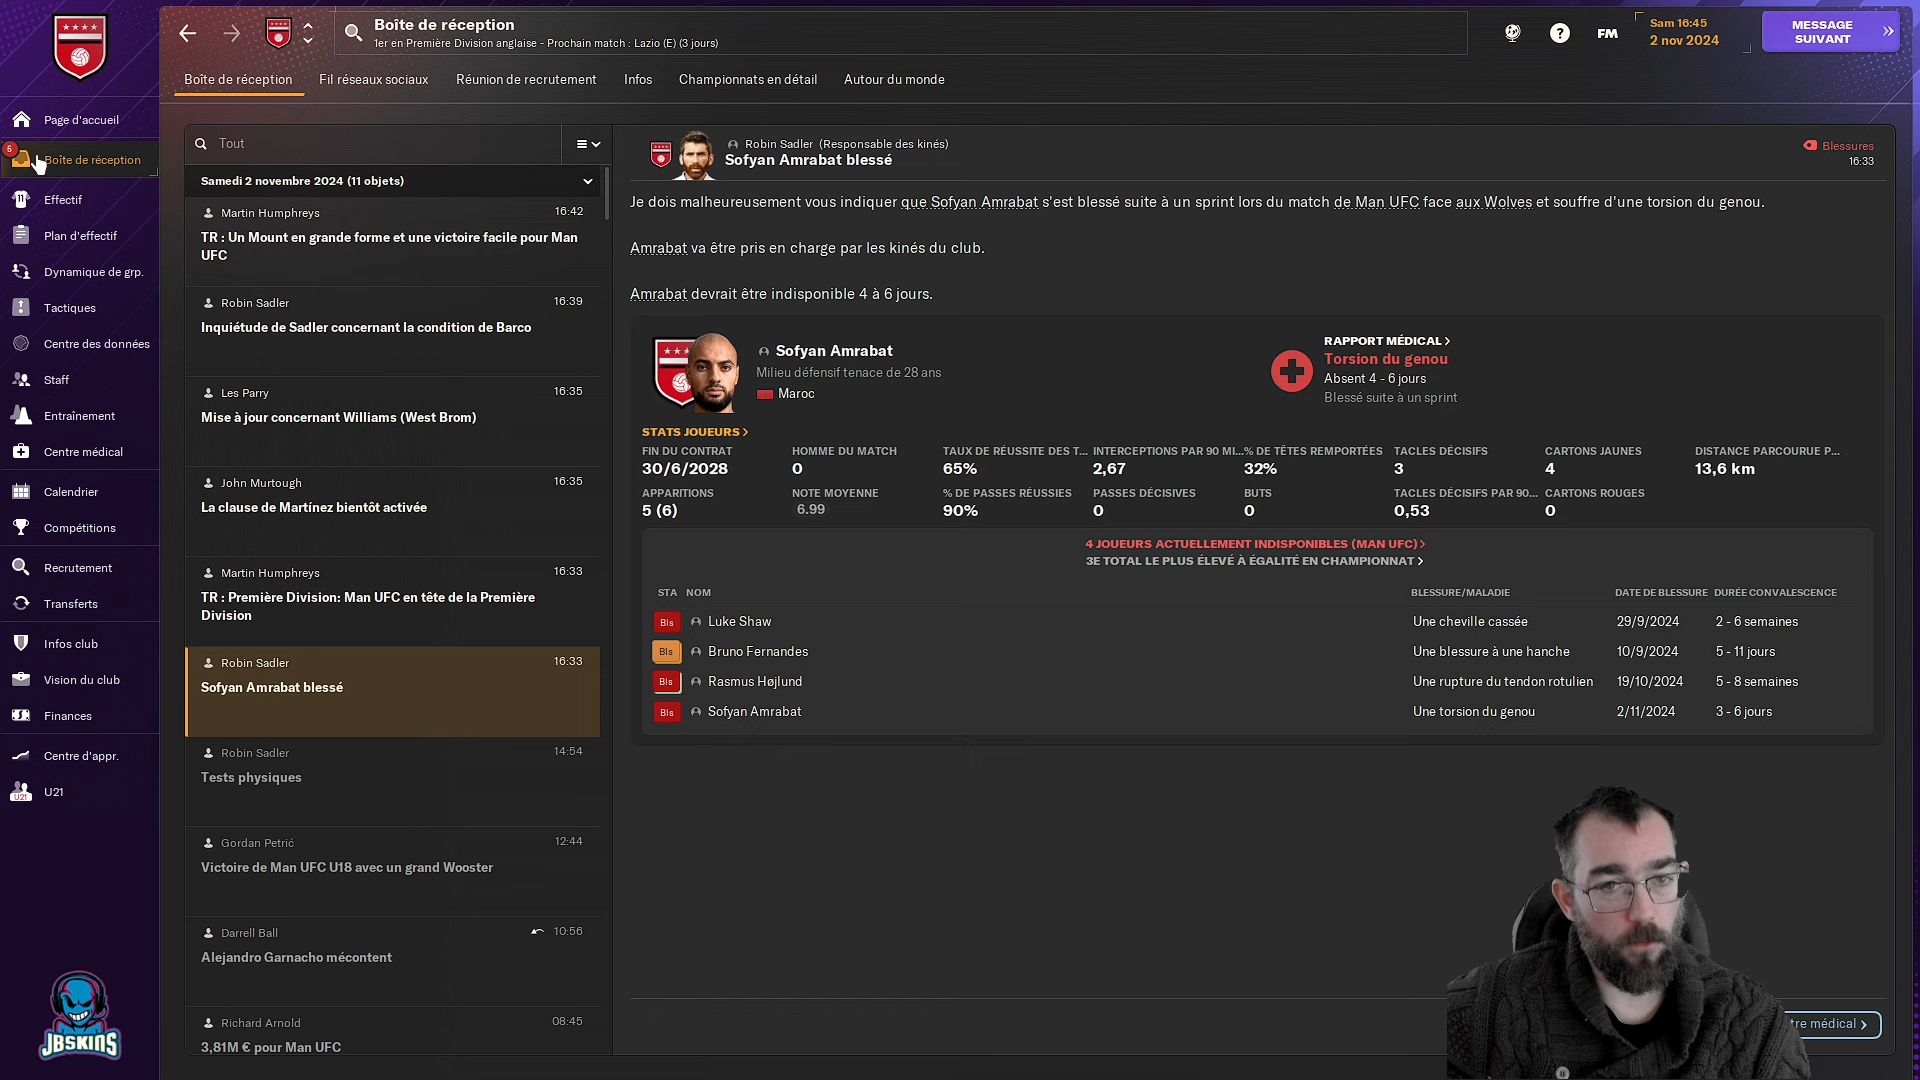 Boîte de réception
1er en Première Division anglaise - Prochain match : Lazio (E) (3 jours)
FM
Sam 16:45
2 nov 2024
MESSAGE
SUIVANT
Boîte de réception
Fil réseaux sociaux
Réunion de recrutement
Infos
Championnats en détail
Autour du monde
Page d'accueil
6
Boîte de réception
11
Effectif
Plan d'effectif
Dynamique de grp.
Tactiques
Centre des données
Staff
Entraînement
Centre médical
Calendrier
Compétitions
Recrutement
Transferts
Infos club
Vision du club
Finances
Centre d'appr.
U21
U21
JBSKINS
Tout
Samedi 2 novembre 2024 (11 objets)
Martin Humphreys 16:42
TR : Un Mount en grande forme et une victoire facile pour Man
UFC
Robin Sadler 16:39
Inquiétude de Sadler concernant la condition de Barco
Les Parry 16:35
Mise à jour concernant Williams (West Brom)
John Murtough 16:35
La clause de Martínez bientôt activée
Martin Humphreys 16:33
TR : Première Division: Man UFC en tête de la Première
Division
Robin Sadler 16:33
Sofyan Amrabat blessé
Robin Sadler 14:54
Tests physiques
Gordan Petrić 12:44
Victoire de Man UFC U18 avec un grand Wooster
Darrell Ball 10:56
Alejandro Garnacho mécontent
Richard Arnold 08:45
3,81M € pour Man UFC
Robin Sadler (Responsable des kinés)
Sofyan Amrabat blessé
Blessures
16:33
Je dois malheureusement vous indiquer que Sofyan Amrabat s'est blessé suite à un sprint lors du match de Man UFC face aux Wolves et souffre d'une torsion du genou.
Amrabat va être pris en charge par les kinés du club.
Amrabat devrait être indisponible 4 à 6 jours.
Sofyan Amrabat
Milieu défensif tenace de 28 ans
Maroc
RAPPORT MÉDICAL
Torsion du genou
Absent 4 - 6 jours
Blessé suite à un sprint
STATS JOUEURS
FIN DU CONTRAT HOMME DU MATCH TAUX DE RÉUSSITE DES T... INTERCEPTIONS PAR 90 MI... % DE TÊTES REMPORTÉES TACLES DÉCISIFS CARTONS JAUNES DISTANCE PARCOURUE P...
30/6/2028 0 65% 2,67 32% 3 4 13,6 km
APPARITIONS NOTE MOYENNE % DE PASSES RÉUSSIES PASSES DÉCISIVES BUTS TACLES DÉCISIFS PAR 90... CARTONS ROUGES
5 (6) 6.99 90% 0 0 0,53 0
4 JOUEURS ACTUELLEMENT INDISPONIBLES (MAN UFC)
3E TOTAL LE PLUS ÉLEVÉ À ÉGALITÉ EN CHAMPIONNAT
STA NOM BLESSURE/MALADIE DATE DE BLESSURE DURÉE CONVALESCENCE
Bls Luke Shaw Une cheville cassée 29/9/2024 2 - 6 semaines
Bls Bruno Fernandes Une blessure à une hanche 10/9/2024 5 - 11 jours
Bls Rasmus Højlund Une rupture du tendon rotulien 19/10/2024 5 - 8 semaines
Bls Sofyan Amrabat Une torsion du genou 2/11/2024 3 - 6 jours
tre médical